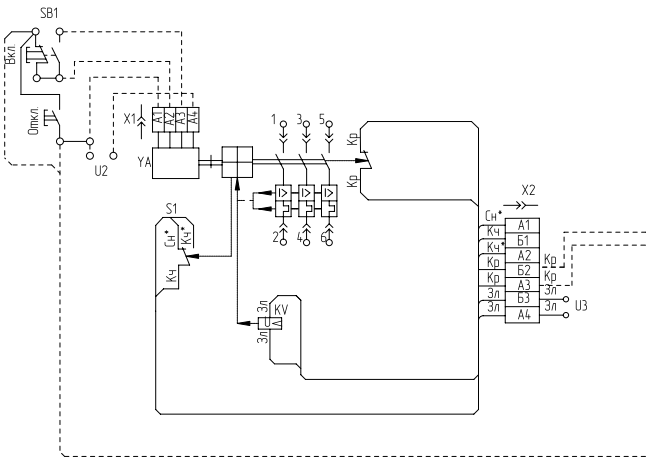 SB1
Вкл.
Откл.
U2
X1
A1
A2
A3
A4
YA
1
3
5
2
4
6
Кр
Кр
S1
Сн*
Кч*
Кч
KV
U
Зл
Зл
X2
Сн*
A1
Кч
Б1
Кч*
A2
Кр
Б2
Кр
Кр
A3
Кр
Зл
Б3
Зл
Зл
A4
Зл
U3